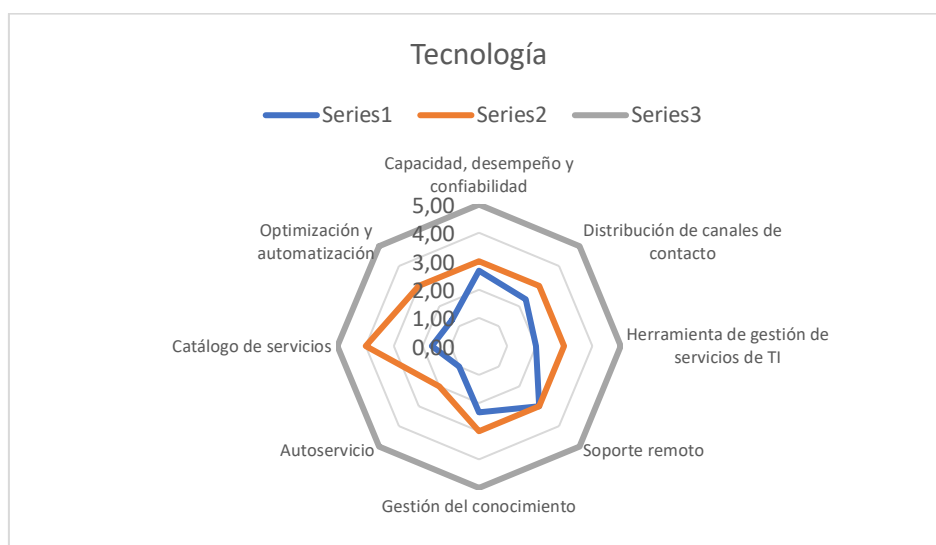 Tecnología
Series1 Series2 Series3
Capacidad, desempeño y
confiabilidad
5,00
4,00
3,00
2,00
1,00
0,00
Distribución de canales de
contacto
Herramienta de gestión de
servicios de TI
Soporte remoto
Gestión del conocimiento
Autoservicio
Catálogo de servicios
Optimización y
automatización